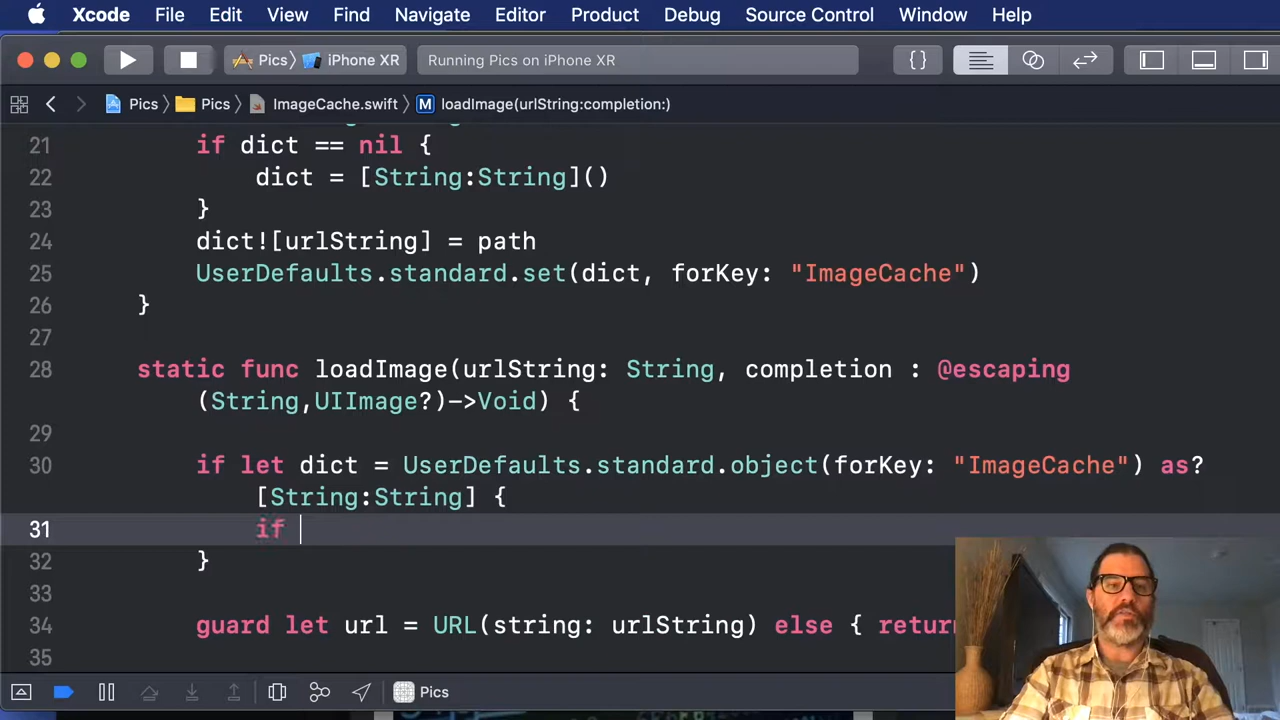 Xcode File Edit View Find Navigate Editor Product Debug Source Control Window Help
Pics iPhone XR Running Pics on iPhone XR {}
Pics Pics ImageCache.swift M loadImage(urlString:completion:)
21 if dict == nil {
22 dict = [String:String]()
23 }
24 dict![urlString] = path
25 UserDefaults.standard.set(dict, forKey: "ImageCache")
26 }
27
28 static func loadImage(urlString: String, completion : @escaping
(String,UIImage?)->Void) {
29
30 if let dict = UserDefaults.standard.object(forKey: "ImageCache") as?
[String:String] {
31 if
32 }
33
34 guard let url = URL(string: urlString) else { return
35
Pics